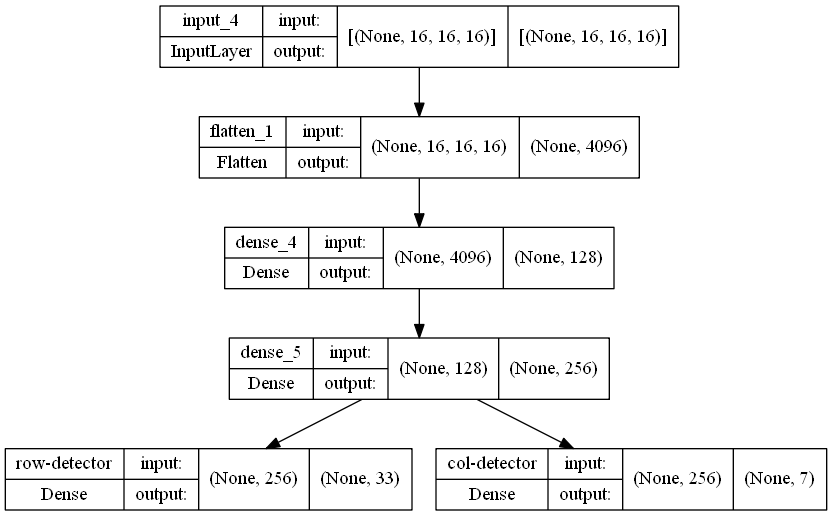 input_4 input: [(None, 16, 16, 16)] [(None, 16, 16, 16)]
InputLayer output:
flatten_1 input: (None, 16, 16, 16) (None, 4096)
Flatten output:
dense_4 input: (None, 4096) (None, 128)
Dense output:
dense_5 input: (None, 128) (None, 256)
Dense output:
row-detector input: (None, 256) (None, 33)
Dense output:
col-detector input: (None, 256) (None, 7)
Dense output: